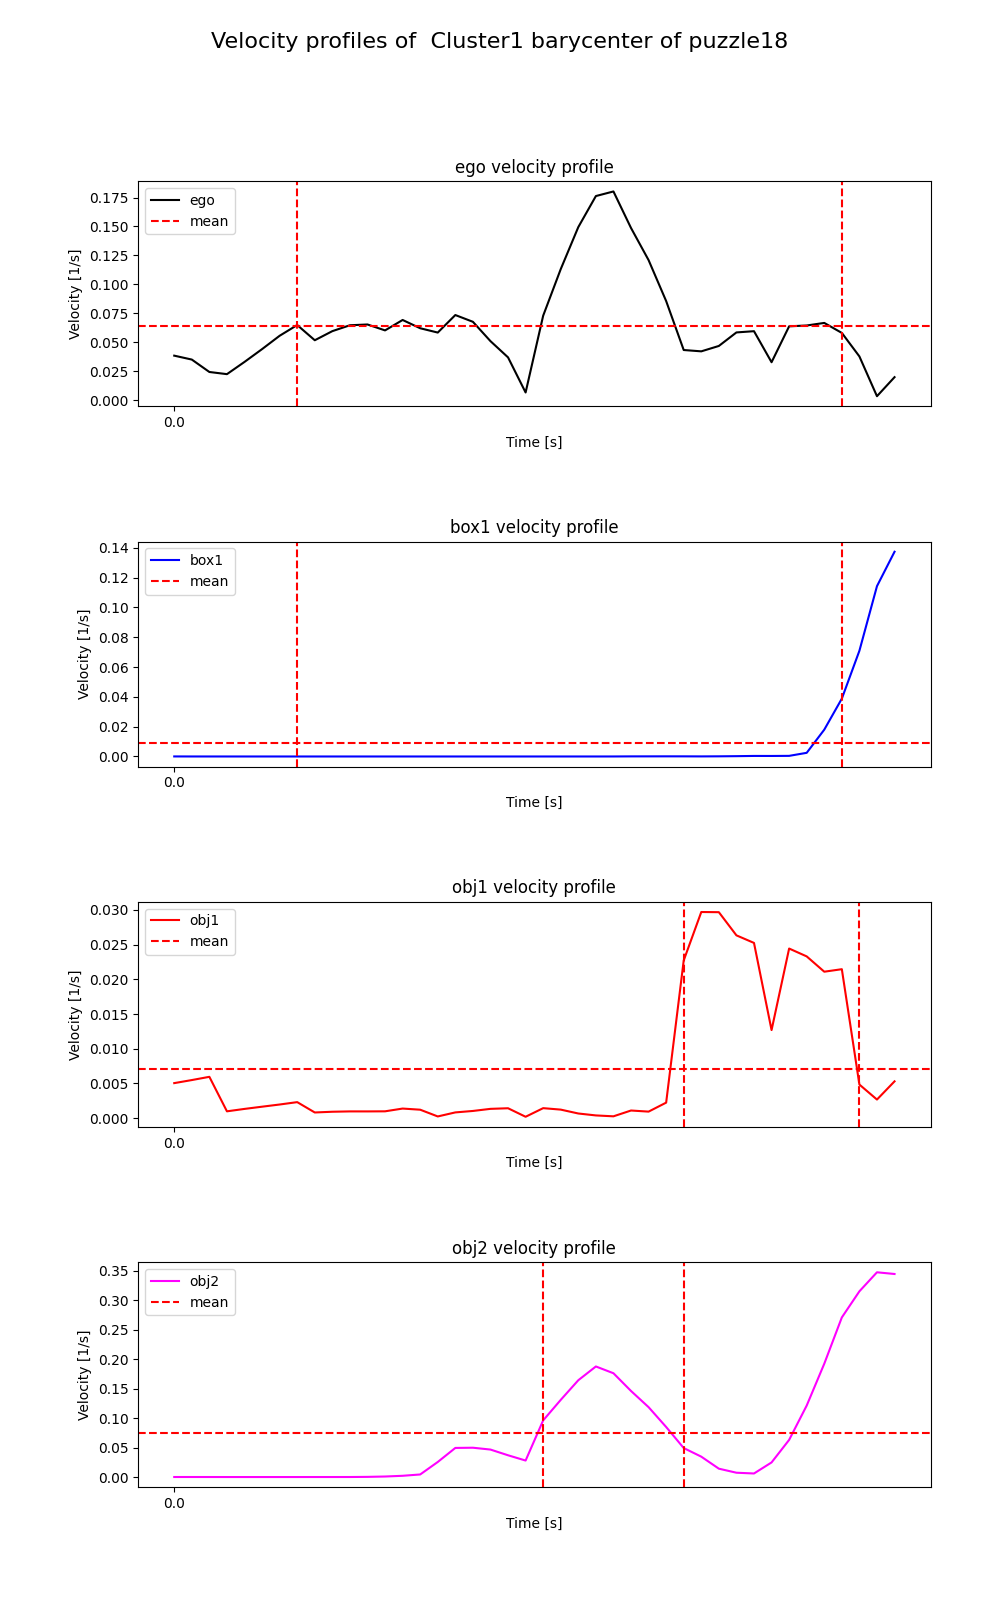 Velocity profiles of  Cluster1 barycenter of puzzle18
ego velocity profile
ego
mean
0.175
0.150
0.125
0.100
0.075
0.050
0.025
0.000
Velocity [1/s]
0.0
Time [s]
box1 velocity profile
box1
mean
0.14
0.12
0.10
0.08
0.06
0.04
0.02
0.00
Velocity [1/s]
0.0
Time [s]
obj1 velocity profile
obj1
mean
0.030
0.025
0.020
0.015
0.010
0.005
0.000
Velocity [1/s]
0.0
Time [s]
obj2 velocity profile
obj2
mean
0.35
0.30
0.25
0.20
0.15
0.10
0.05
0.00
Velocity [1/s]
0.0
Time [s]